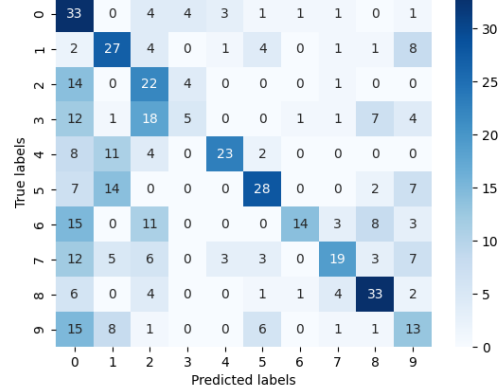 0 33 0 4 4 3 1 1 1 0 1
1 2 27 4 0 1 4 0 1 1 8
2 14 0 22 4 0 0 0 1 0 0
3 12 1 18 5 0 0 1 1 7 4
4 8 11 4 0 23 2 0 0 0 0
5 7 14 0 0 0 28 0 0 2 7
6 15 0 11 0 0 0 14 3 8 3
7 12 5 6 0 3 3 0 19 3 7
8 6 0 4 0 0 1 1 4 33 2
9 15 8 1 0 0 6 0 1 1 13
0 1 2 3 4 5 6 7 8 9
Predicted labels
True labels
30
25
20
15
10
5
0